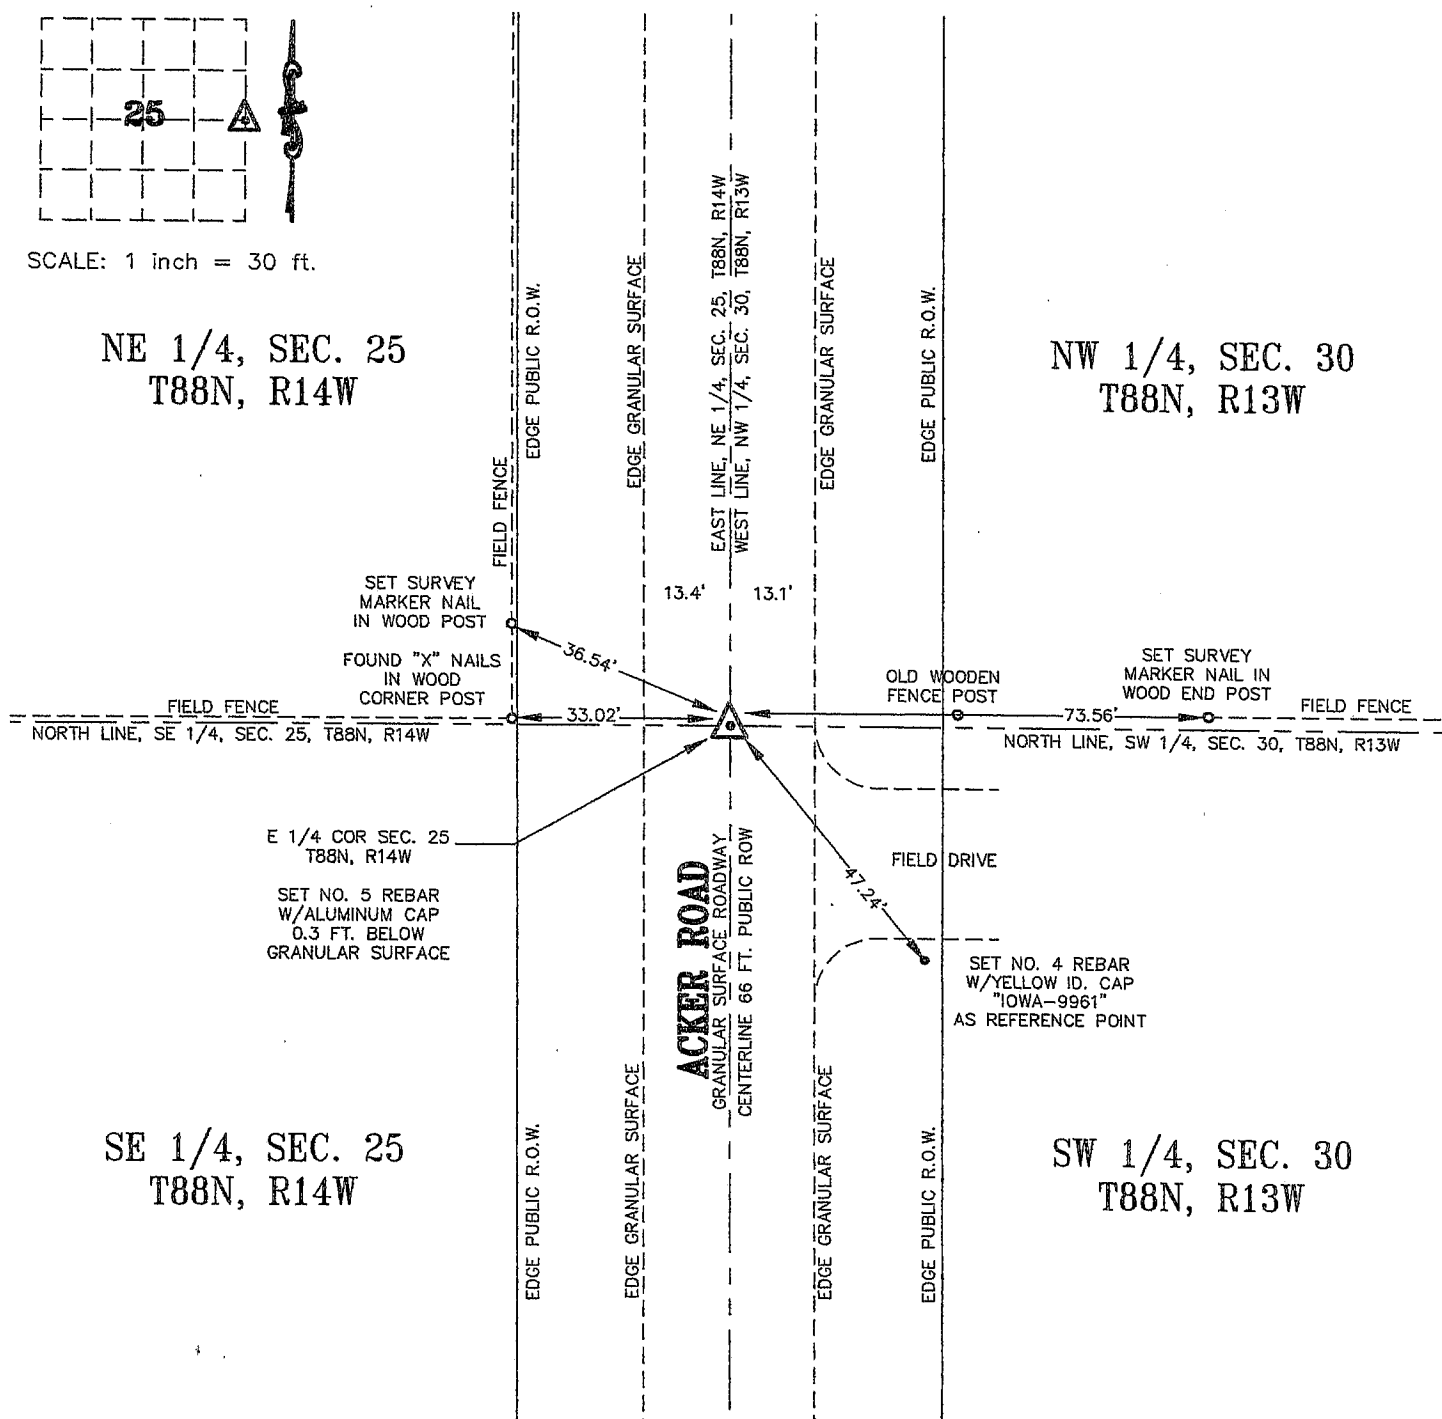 25
SCALE: 1 inch = 30 ft.
NE 1/4, SEC. 25
T88N, R14W
NW 1/4, SEC. 30
T88N, R13W
EDGE PUBLIC R.O.W.
EDGE GRANULAR SURFACE
EAST LINE, NE 1/4, SEC. 25, T88N, R14W
WEST LINE, NW 1/4, SEC. 30, T88N, R13W
EDGE GRANULAR SURFACE
EDGE PUBLIC R.O.W.
FIELD FENCE
SET SURVEY
MARKER NAIL
IN WOOD POST
13.4'
13.1'
36.54'
FOUND "X" NAILS
IN WOOD
CORNER POST
OLD WOODEN
FENCE POST
SET SURVEY
MARKER NAIL IN
WOOD END POST
FIELD FENCE
33.02'
73.56'
FIELD FENCE
NORTH LINE, SE 1/4, SEC. 25, T88N, R14W
NORTH LINE, SW 1/4, SEC. 30, T88N, R13W
E 1/4 COR SEC. 25
T88N, R14W
SET NO. 5 REBAR
W/ALUMINUM CAP
0.3 FT. BELOW
GRANULAR SURFACE
ACKER ROAD
GRANULAR SURFACE ROADWAY
CENTERLINE 66 FT. PUBLIC ROW
FIELD DRIVE
47.24'
SET NO. 4 REBAR
W/YELLOW ID. CAP
"IOWA-9961"
AS REFERENCE POINT
EDGE PUBLIC R.O.W.
EDGE GRANULAR SURFACE
EDGE GRANULAR SURFACE
EDGE PUBLIC R.O.W.
SE 1/4, SEC. 25
T88N, R14W
SW 1/4, SEC. 30
T88N, R13W